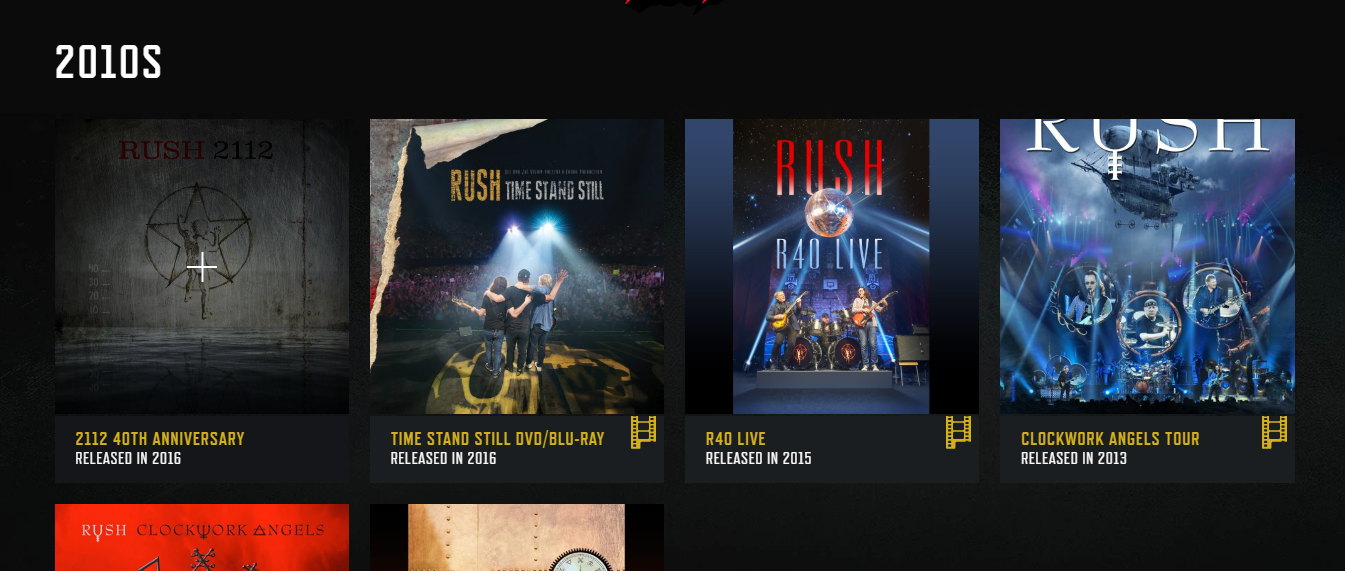 2010S
RUSH 2112
RUSH TIME STAND STILL
RUSH
R40 LIVE
RUSH
2112 40TH ANNIVERSARY
RELEASED IN 2016
TIME STAND STILL DVD/BLU-RAY
RELEASED IN 2016
R40 LIVE
RELEASED IN 2015
CLOCKWORK ANGELS TOUR
RELEASED IN 2013
RUSH CLOCKWORK ANGELS